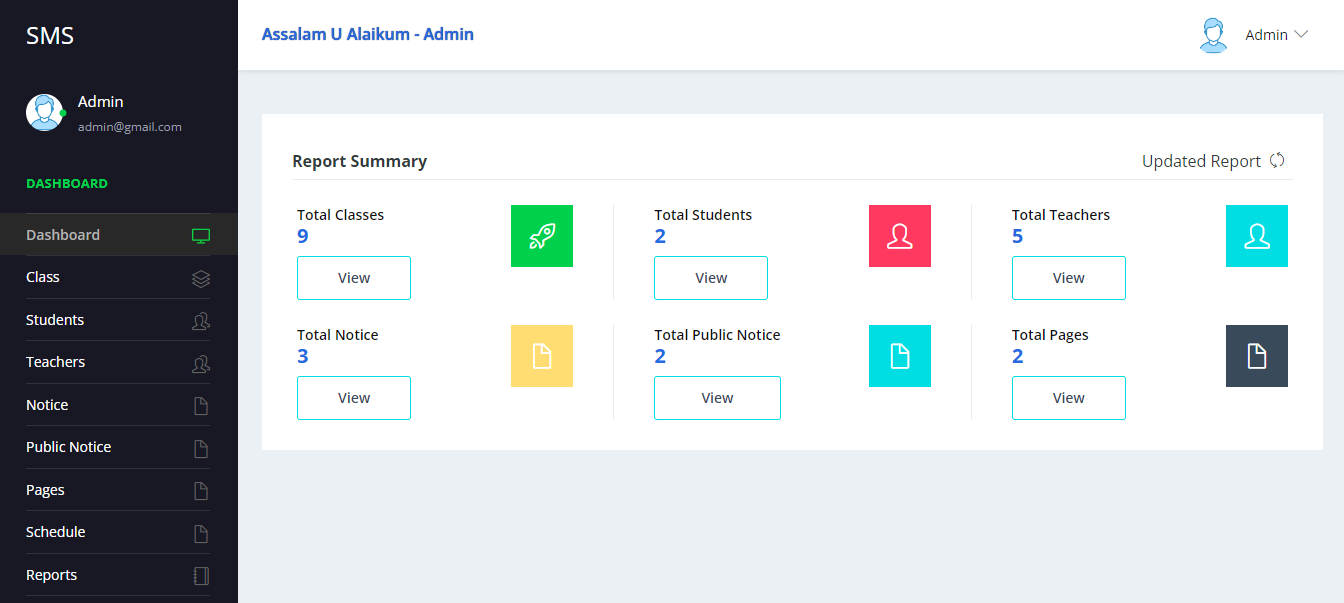 SMS
Admin
admin@gmail.com
DASHBOARD
Dashboard
Class
Students
Teachers
Notice
Public Notice
Pages
Schedule
Reports
Assalam U Alaikum - Admin
Admin
Report Summary
Updated Report
Total Classes
9
View
Total Students
2
View
Total Teachers
5
View
Total Notice
3
View
Total Public Notice
2
View
Total Pages
2
View